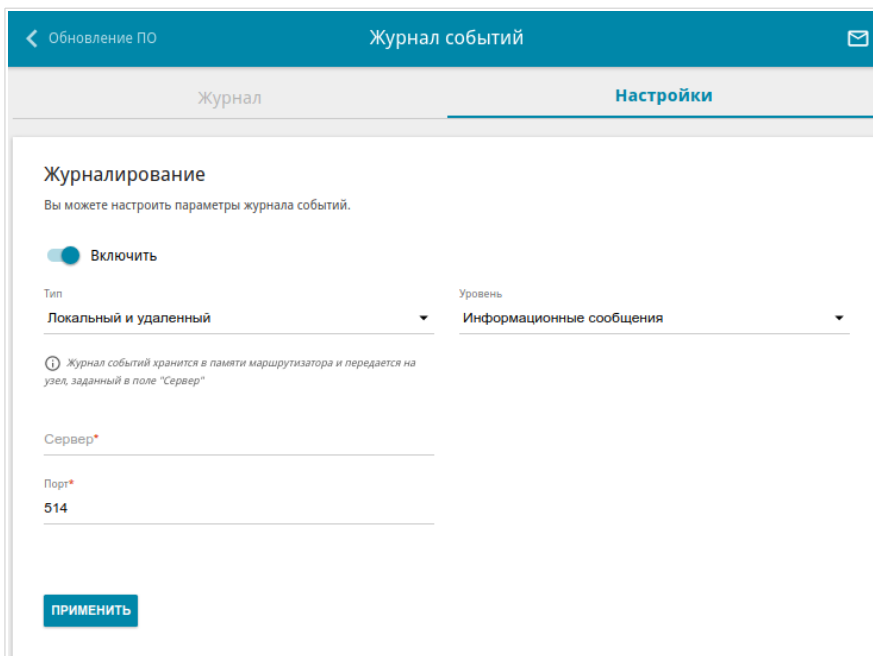 Обновление ПО
Журнал событий
Журнал
Настройки
Журналирование
Вы можете настроить параметры журнала событий.
Включить
Тип
Локальный и удаленный
Уровень
Информационные сообщения
Журнал событий хранится в памяти маршрутизатора и передается на
узел, заданный в поле "Сервер"
Сервер*
Порт*
514
ПРИМЕНИТЬ